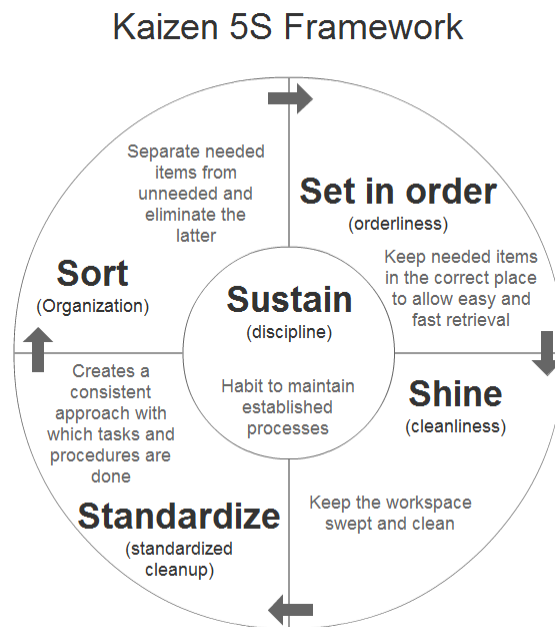 Kaizen 5S Framework
Separate needed
items from
unneeded and
eliminate the
latter
Sort
(Organization)
Set in order
(orderliness)
Keep needed items
in the correct place
to allow easy and
fast retrieval
Sustain
(discipline)
Habit to maintain
established
processes
Shine
(cleanliness)
Keep the workspace
swept and clean
Creates a
consistent
approach with
which tasks and
procedures are
done
Standardize
(standardized
cleanup)